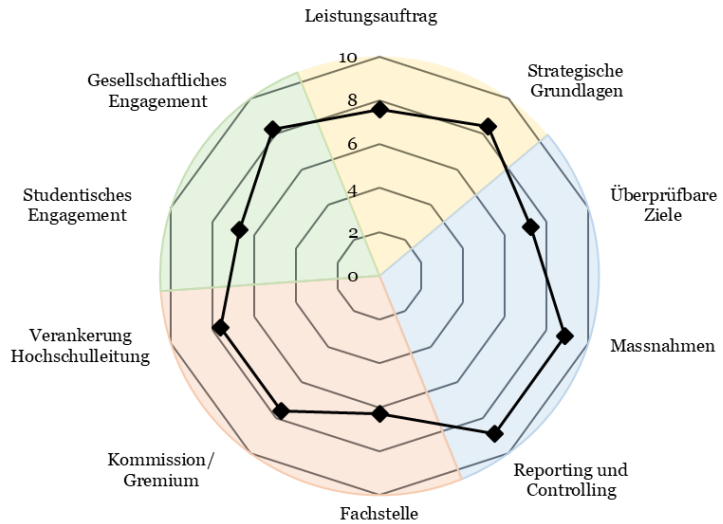 Leistungsauftrag
Strategische
Grundlagen
Überprüfbare
Ziele
Massnahmen
Reporting und
Controlling
Fachstelle
Kommission/
Gremium
Verankerung
Hochschulleitung
Studentisches
Engagement
Gesellschaftliches
Engagement
10
8
6
4
2
0